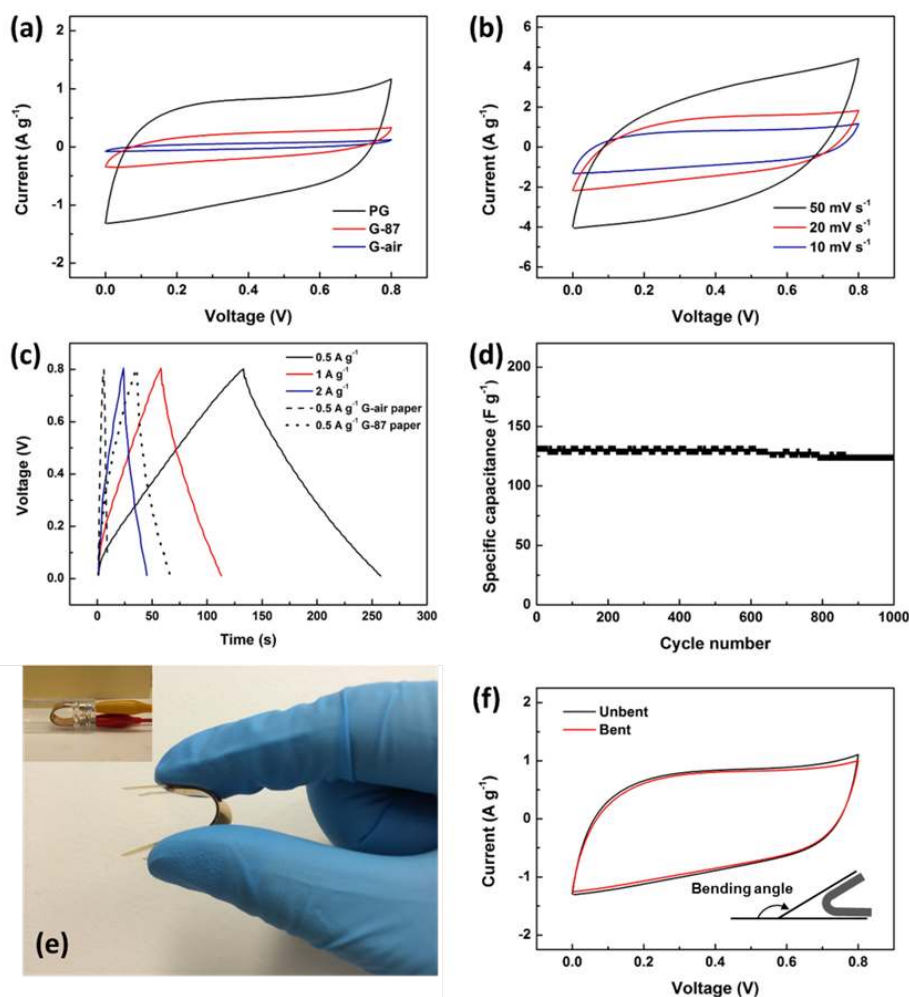 (a)
2
1
0
-1
-2
Current (A g⁻¹)
PG
G-87
G-air
0.0 0.2 0.4 0.6 0.8
Voltage (V)
(b)
6
4
2
0
-2
-4
-6
Current (A g⁻¹)
50 mV s⁻¹
20 mV s⁻¹
10 mV s⁻¹
0.0 0.2 0.4 0.6 0.8
Voltage (V)
(c)
0.8
0.6
0.4
0.2
0.0
Voltage (V)
0.5 A g⁻¹
1 A g⁻¹
2 A g⁻¹
0.5 A g⁻¹ G-air paper
0.5 A g⁻¹ G-87 paper
0 50 100 150 200 250 300
Time (s)
(d)
200
150
100
50
0
Specific capacitance (F g⁻¹)
0 200 400 600 800 1000
Cycle number
(e)
(f)
2
1
0
-1
-2
Current (A g⁻¹)
Unbent
Bent
Bending angle
0.0 0.2 0.4 0.6 0.8
Voltage (V)